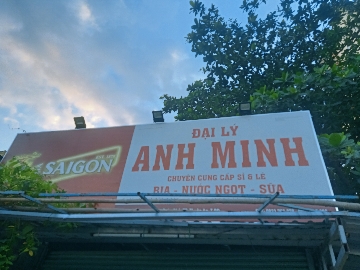 SAIGON
ĐẠI LÝ
ANH MINH
CHUYÊN CUNG CẤP SỈ & LẺ
BIA - NƯỚC NGỌT - SỮA